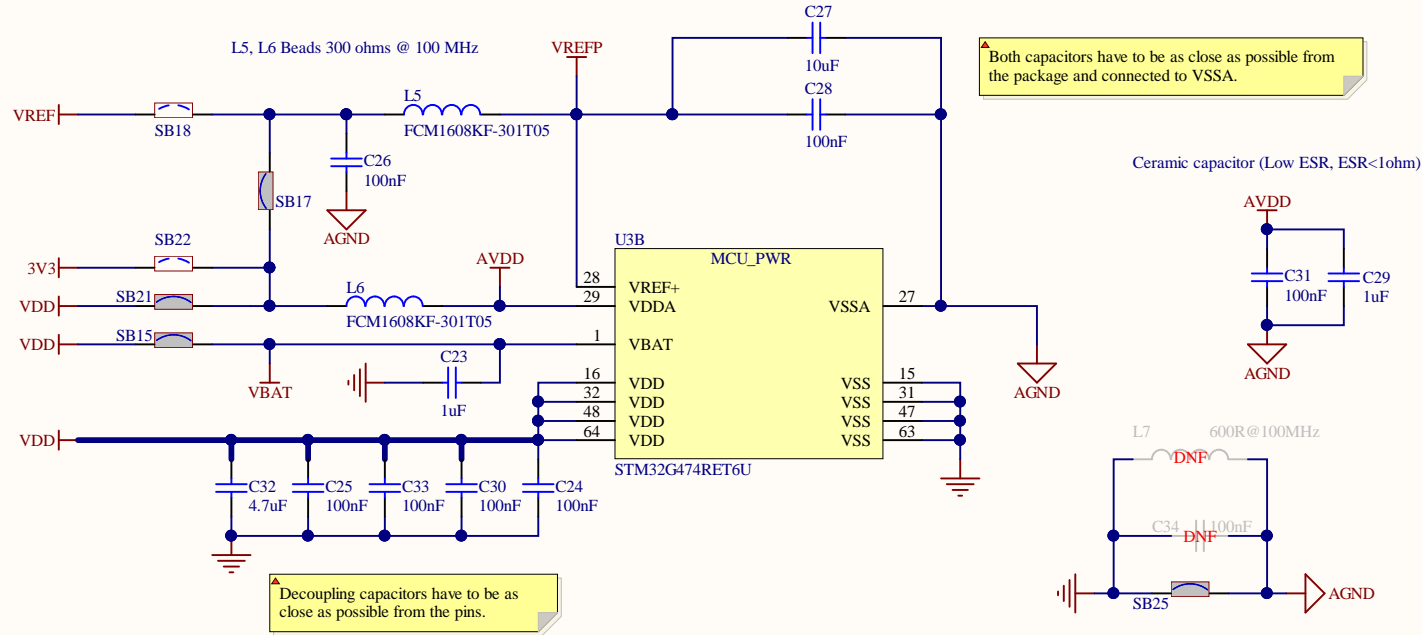 C27
10uF
L5, L6 Beads 300 ohms @ 100 MHz
VREFP
Both capacitors have to be as close as possible from
the package and connected to VSSA.
C28
100nF
VREF
SB18
L5
FCM1608KF-301T05
C26
100nF
SB17
AGND
Ceramic capacitor (Low ESR, ESR<1ohm)
AVDD
C31
100nF
C29
1uF
AGND
U3B
MCU_PWR
3V3
SB22
AVDD
28
VREF+
VDD
SB21
L6
FCM1608KF-301T05
29
VDDA
VSSA
27
VDD
SB15
1
VBAT
VBAT
C23
1uF
AGND
16
VDD
VSS
15
32
VDD
VSS
31
48
VDD
VSS
47
VDD
64
VDD
VSS
63
STM32G474RET6U
C32
4.7uF
C25
100nF
C33
100nF
C30
100nF
C24
100nF
L7
600R@100MHz
DNF
C34
100nF
DNF
SB25
AGND
Decoupling capacitors have to be as
close as possible from the pins.